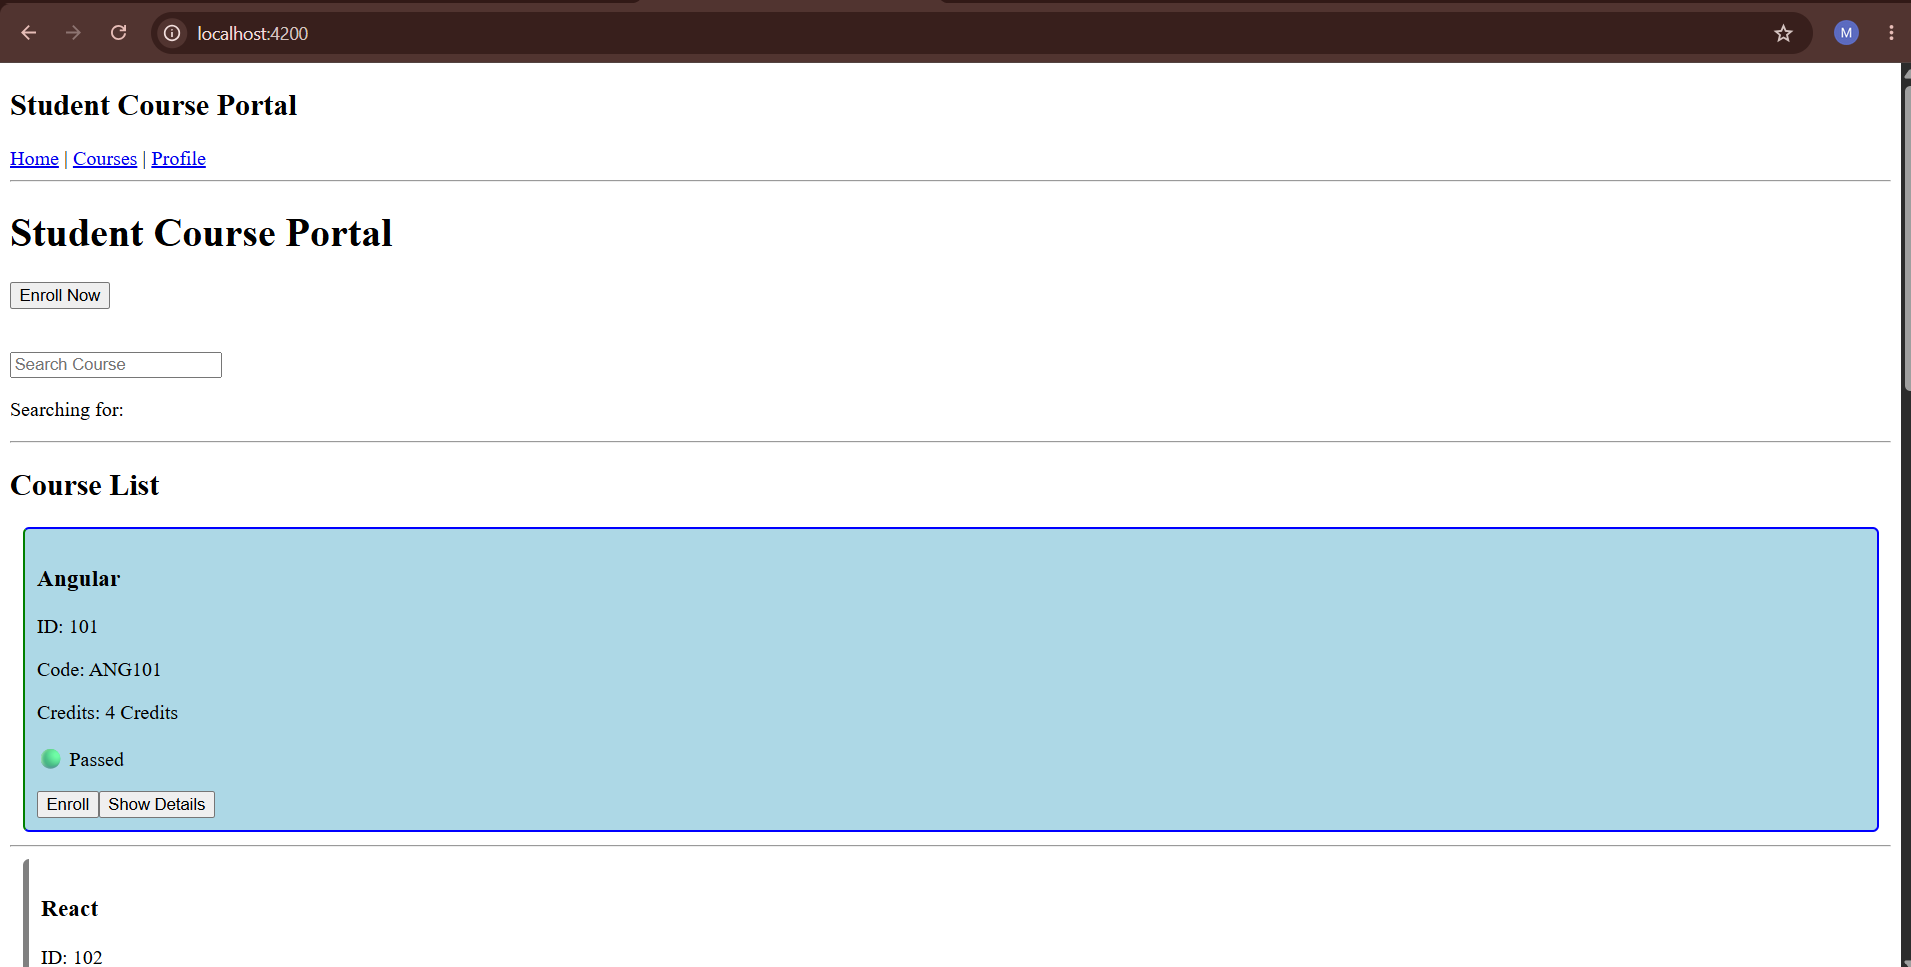 localhost:4200
M
Student Course Portal
Home | Courses | Profile
Student Course Portal
Enroll Now
Search Course
Searching for:
Course List
Angular
ID: 101
Code: ANG101
Credits: 4 Credits
Passed
Enroll Show Details
React
ID: 102